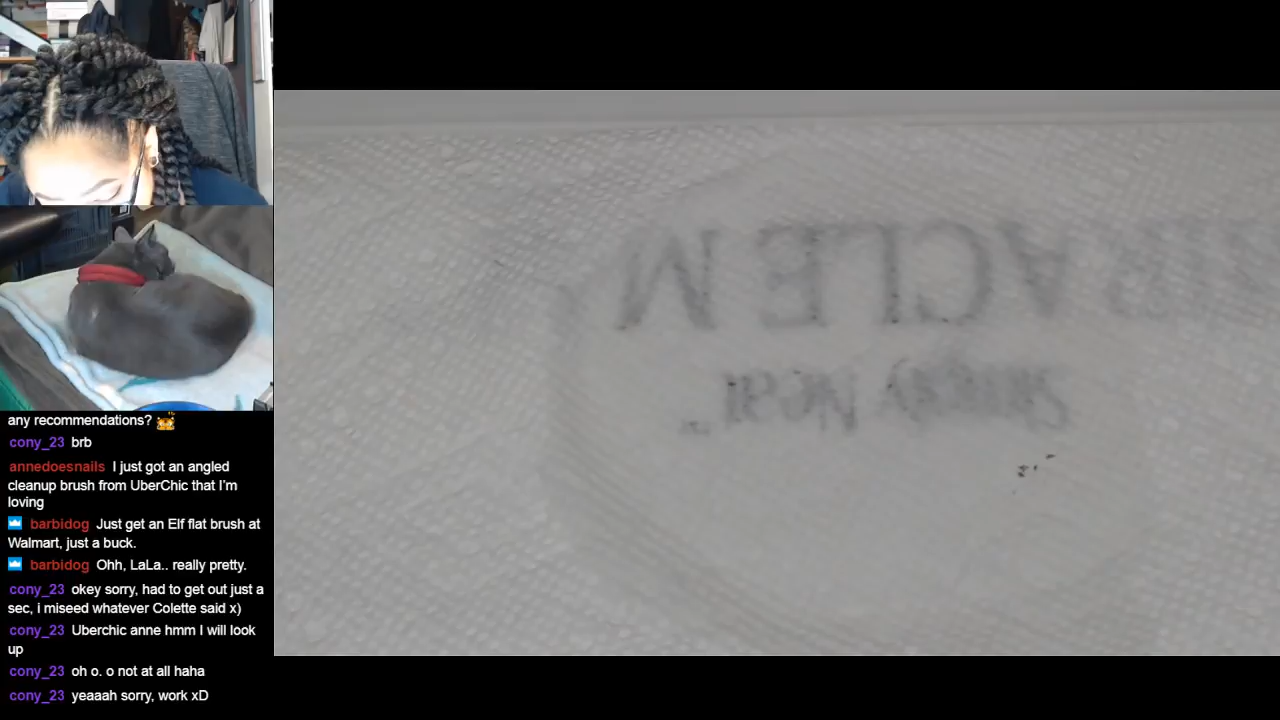 any recommendations?
cony_23 brb
annedoesnails I just got an angled
cleanup brush from UberChic that I'm
loving
barbidog Just get an Elf flat brush at
Walmart, just a buck.
barbidog Ohh, LaLa.. really pretty.
cony_23 okey sorry, had to get out just a
sec, i miseed whatever Colette said x)
cony_23 Uberchic anne hmm I will look
up
cony_23 oh o. o not at all haha
cony_23 yeaaah sorry, work xD
MIRACLE M